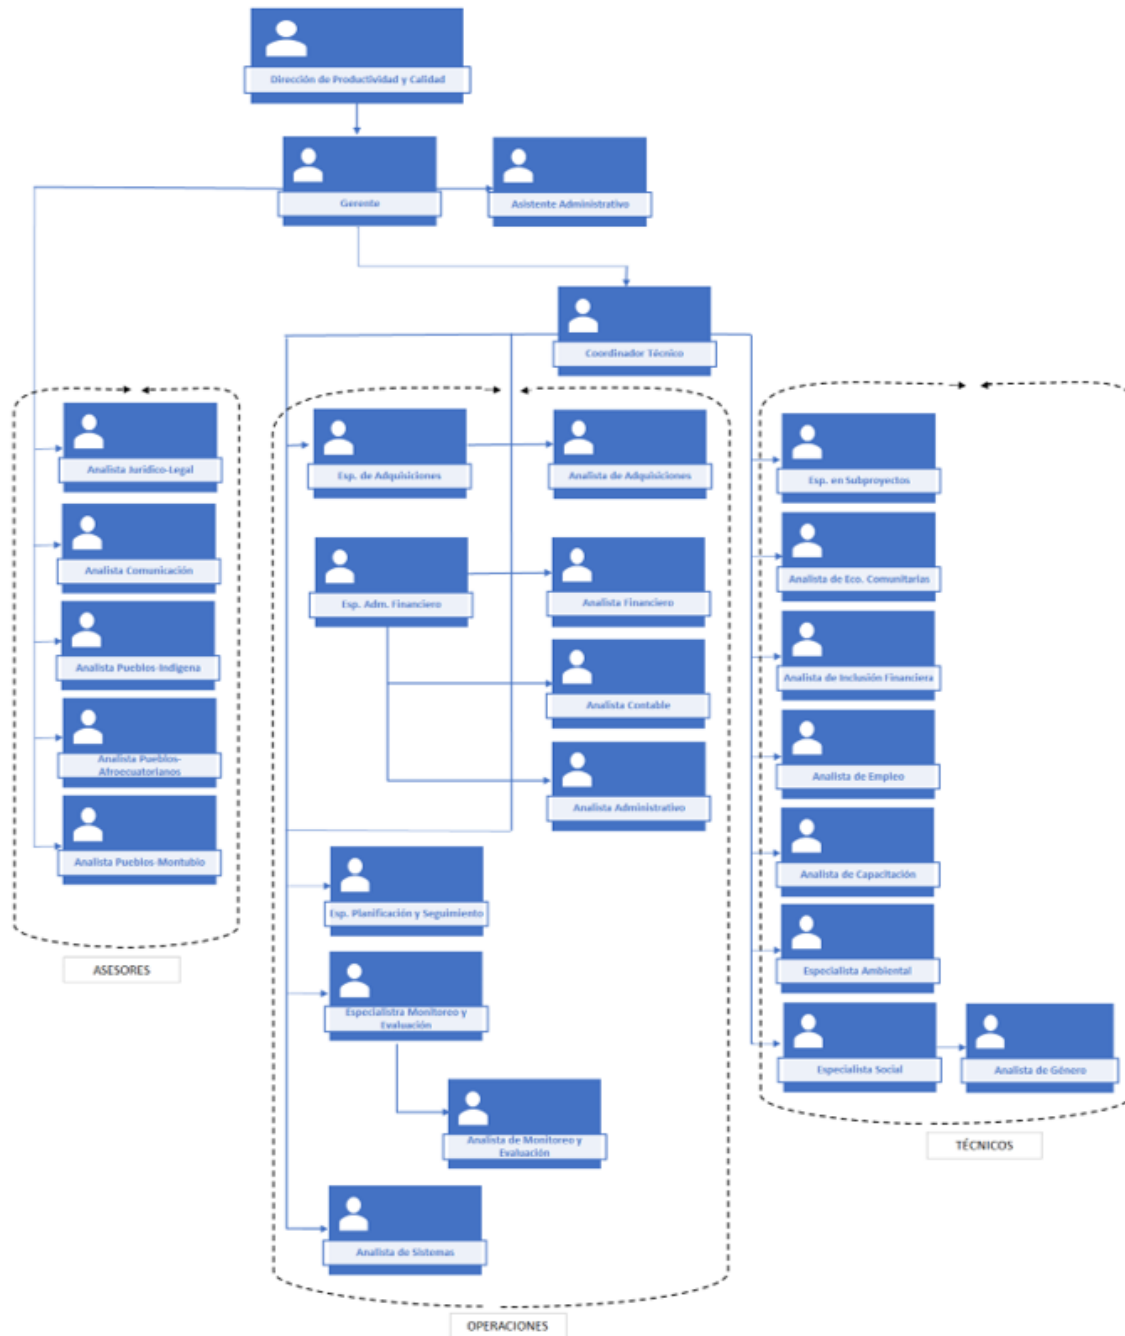 Dirección de Productividad y Calidad
Gerente
Asistente Administrativo
Coordinador Técnico
Analista Jurídico-Legal
Analista Comunicación
Analista Pueblos-Indígena
Analista Pueblos-
Afroecuatorianos
Analista Pueblos-Montubio
ASESORES
Esp. de Adquisiciones
Analista de Adquisiciones
Esp. Adm. Financiero
Analista Financiero
Analista Contable
Analista Administrativo
Esp. Planificación y Seguimiento
Especialistra Monitoreo y
Evaluación
Analista de Monitoreo y
Evaluación
Analista de Sistemas
OPERACIONES
Esp. en Subproyectos
Analista de Eco. Comunitarias
Analista de Inclusión Financiera
Analista de Empleo
Analista de Capacitación
Especialista Ambiental
Especialista Social
Analista de Género
TÉCNICOS